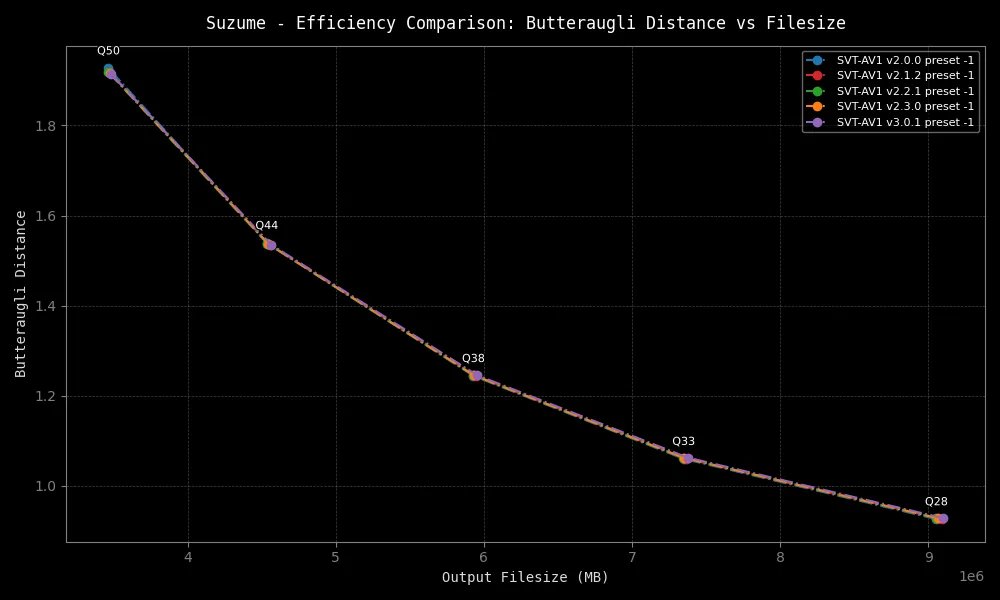 Suzume - Efficiency Comparison: Butteraugli Distance vs Filesize
Q50
SVT-AV1 v2.0.0 preset -1
SVT-AV1 v2.1.2 preset -1
SVT-AV1 v2.2.1 preset -1
SVT-AV1 v2.3.0 preset -1
SVT-AV1 v3.0.1 preset -1
1.8
1.6
1.4
1.2
1.0
Butteraugli Distance
Q44
Q38
Q33
Q28
4
5
6
7
8
9
1e6
Output Filesize (MB)